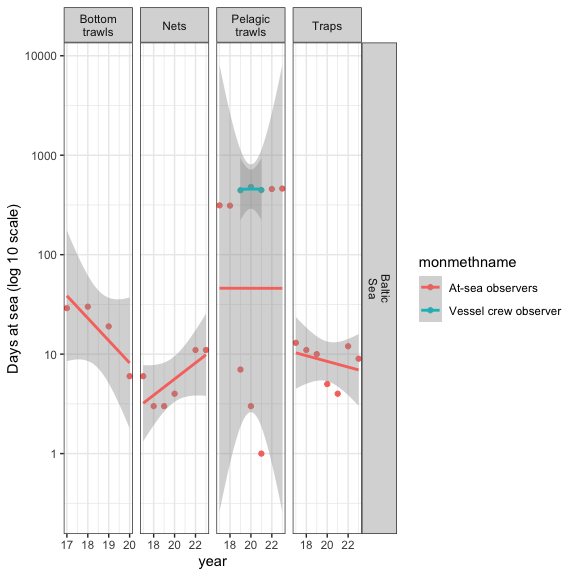 Bottom
trawls
Nets
Pelagic
trawls
Traps
10000
1000
100
10
1
Days at sea (log 10 scale)
17 18 19 20
18 20 22
18 20 22
18 20 22
year
Baltic
Sea
monmethname
At-sea observers
Vessel crew observer